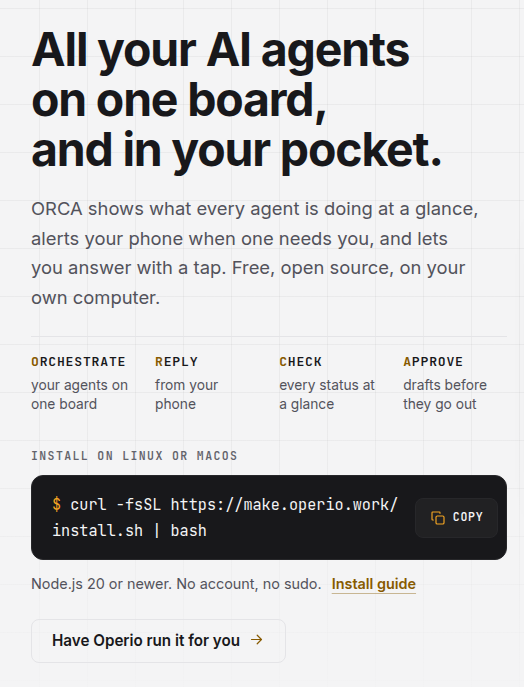 All your AI agents
on one board,
and in your pocket.
ORCA shows what every agent is doing at a glance,
alerts your phone when one needs you, and lets
you answer with a tap. Free, open source, on your
own computer.
ORCHESTRATE
your agents on
one board
REPLY
from your
phone
CHECK
every status at
a glance
APPROVE
drafts before
they go out
INSTALL ON LINUX OR MACOS
$ curl -fsSL https://make.operio.work/
install.sh | bash
COPY
Node.js 20 or newer. No account, no sudo. Install guide
Have Operio run it for you →